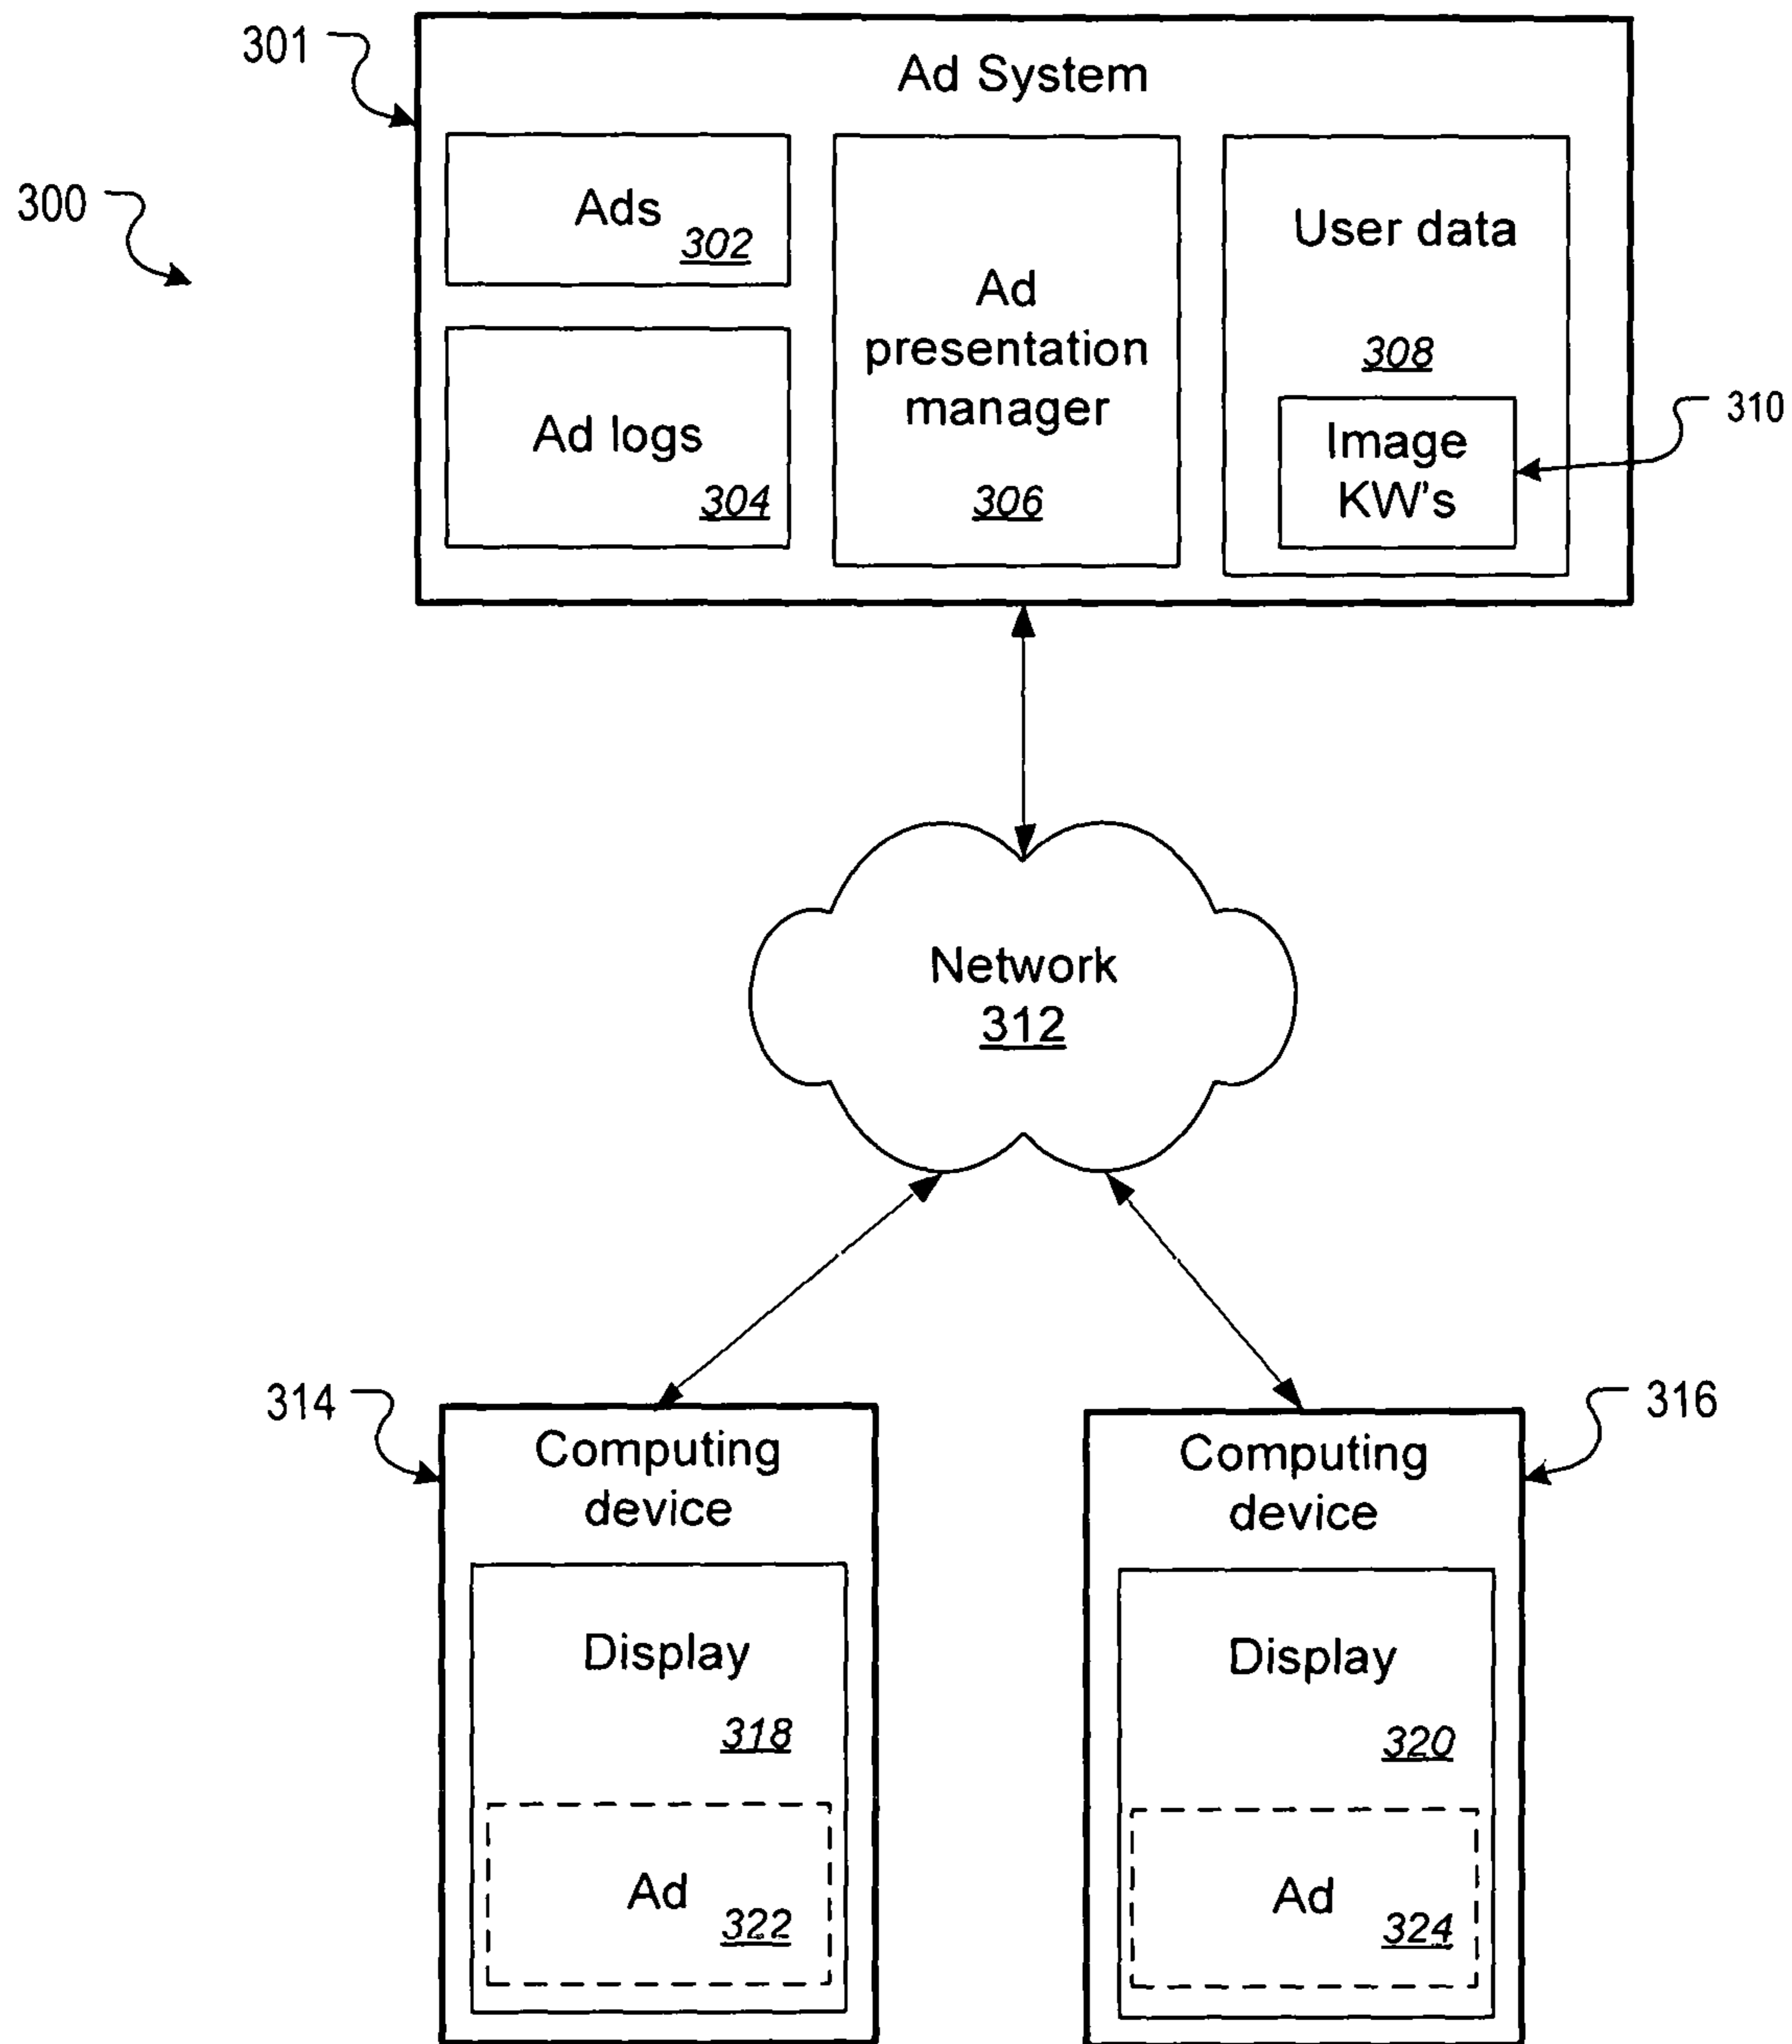 301
Ad System
300
Ads
302
Ad logs
304
Ad
presentation
manager
306
User data
308
Image
KW's
310
Network
312
314
Computing
device
Display
318
Ad
322
316
Computing
device
Display
320
Ad
324